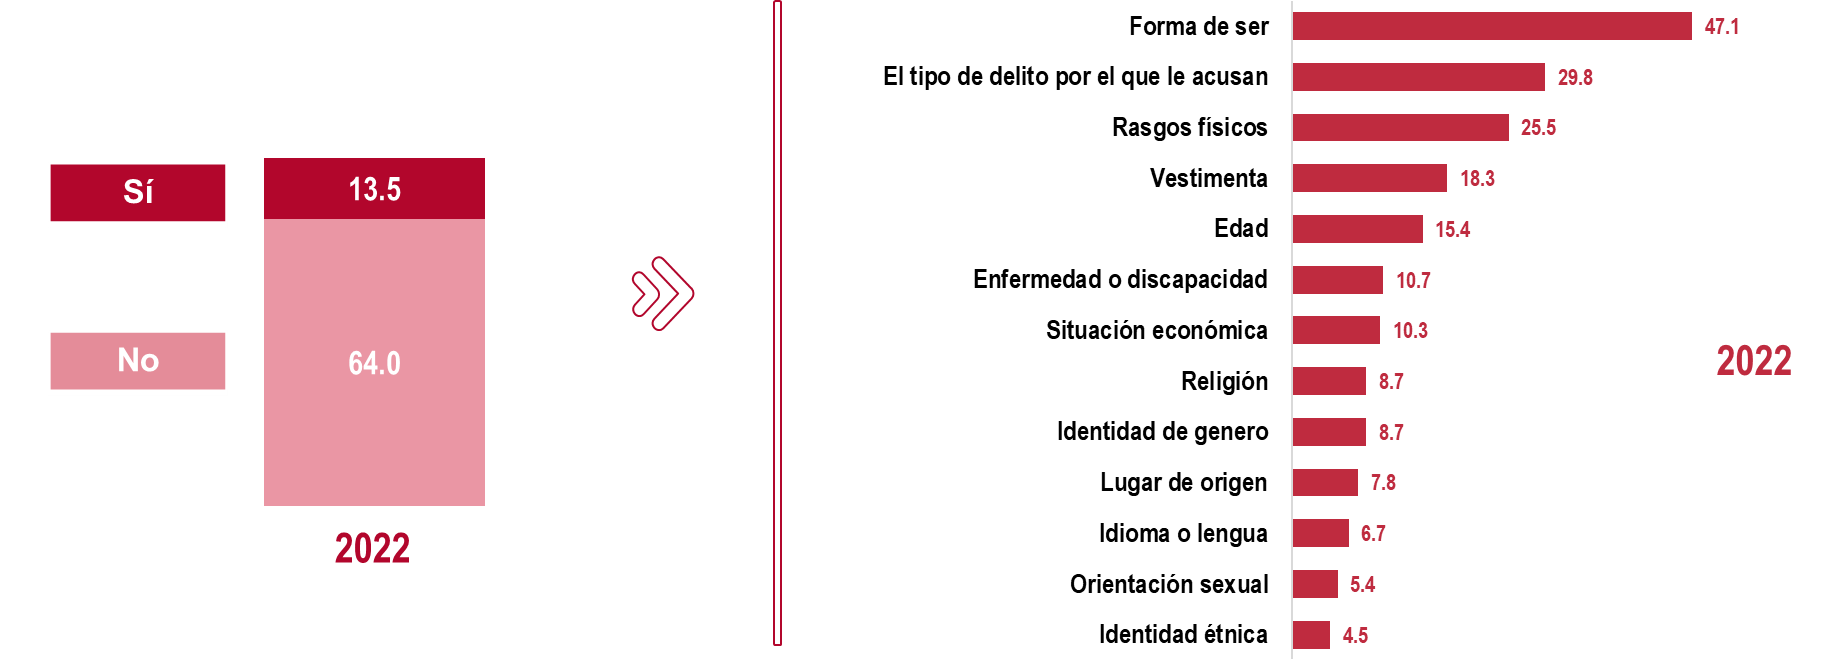 Sí
13.5
No
64.0
2022
Forma de ser 47.1
El tipo de delito por el que le acusan 29.8
Rasgos físicos 25.5
Vestimenta 18.3
Edad 15.4
Enfermedad o discapacidad 10.7
Situación económica 10.3
Religión 8.7
Identidad de genero 8.7
Lugar de origen 7.8
Idioma o lengua 6.7
Orientación sexual 5.4
Identidad étnica 4.5
2022